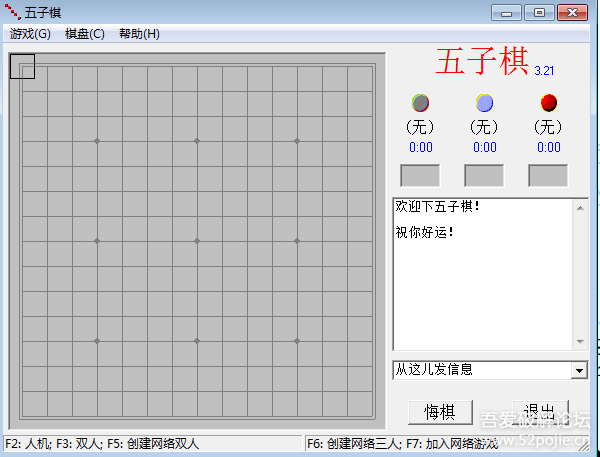 五子棋
游戏(G) 棋盘(C) 帮助(H)
五子棋 3.21
(无) (无) (无)
0:00 0:00 0:00
欢迎下五子棋!
祝你好运!
从这儿发信息
悔棋 退出
吾爱破解论坛
www.52pojie.cn
F2: 人机; F3: 双人; F5: 创建网络双人 F6: 创建网络三人; F7: 加入网络游戏